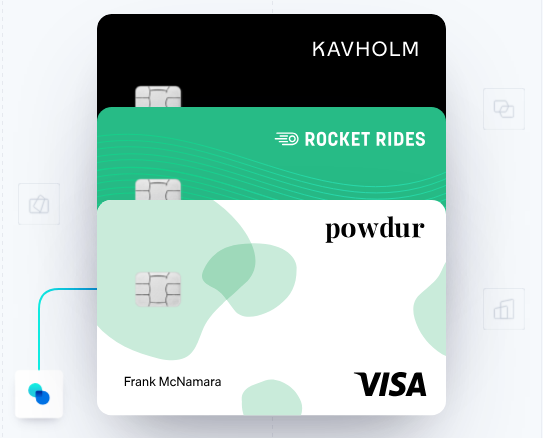 KAVHOLM
ROCKET RIDES
powdur
Frank McNamara
VISA